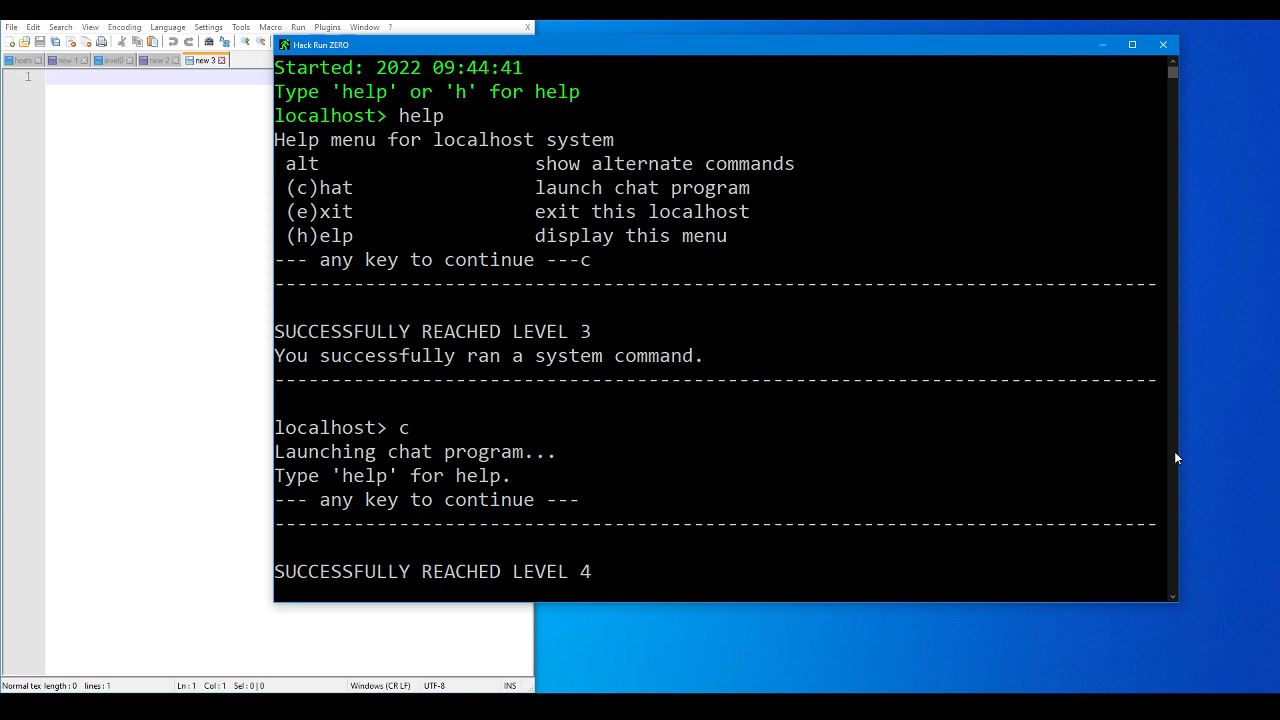 File Edit Search View Encoding Language Settings Tools Macro Run Plugins Window ? X
hosts new 1 level0 new 2 new 3
1
Hack Run ZERO
Started: 2022 09:44:41
Type 'help' or 'h' for help
localhost> help
Help menu for localhost system
alt show alternate commands
(c)hat launch chat program
(e)xit exit this localhost
(h)elp display this menu
--- any key to continue ---c
------------------------------------------------------------------------------
SUCCESSFULLY REACHED LEVEL 3
You successfully ran a system command.
------------------------------------------------------------------------------
localhost> c
Launching chat program...
Type 'help' for help.
--- any key to continue ---
------------------------------------------------------------------------------
SUCCESSFULLY REACHED LEVEL 4
Normal tex length : 0 lines : 1 Ln : 1 Col : 1 Sel : 0 | 0 Windows (CR LF) UTF-8 INS